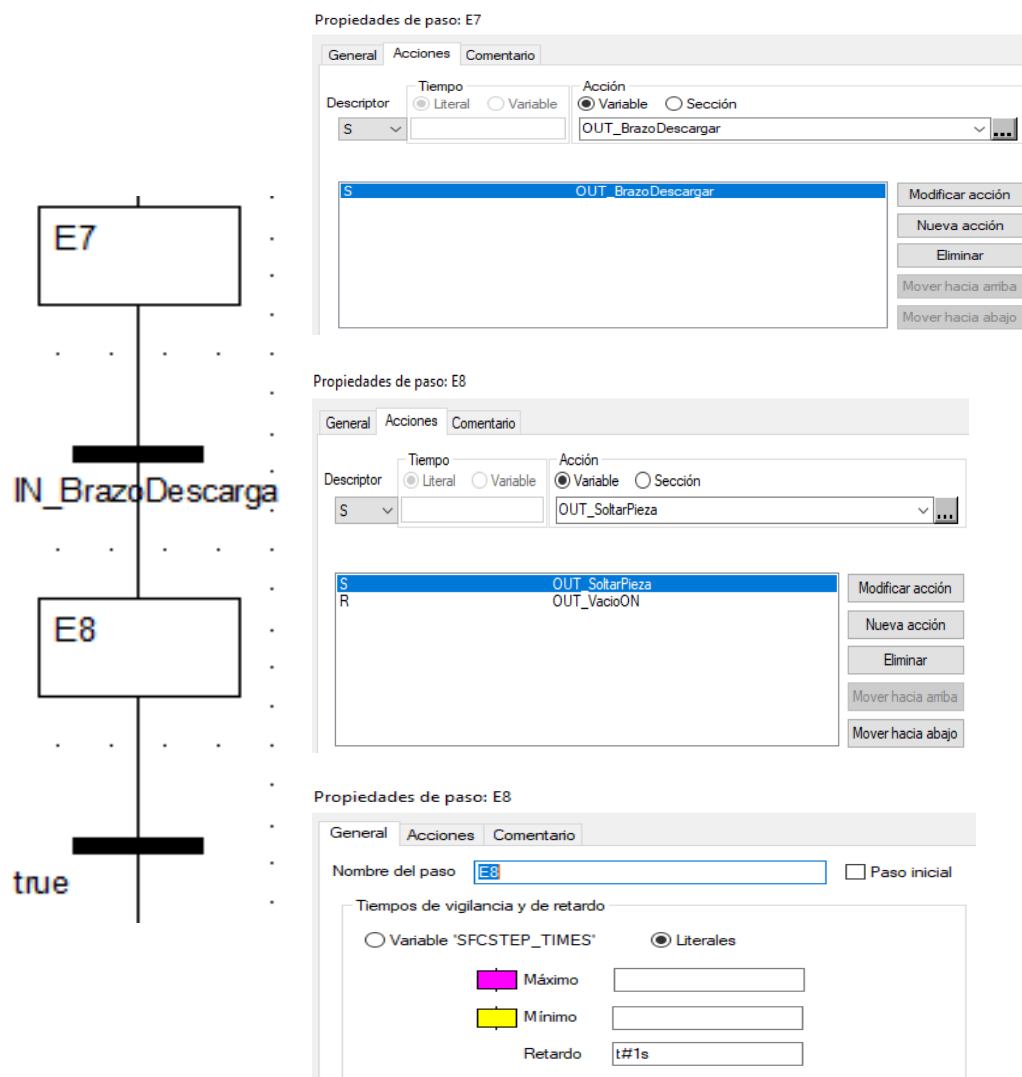 Propiedades de paso: E7
General Acciones Comentario
Descriptor
Tiempo
Literal Variable
Acción
Variable Sección
S
OUT_BrazoDescargar
...
S OUT_BrazoDescargar
Modificar acción
Nueva acción
Eliminar
Mover hacia arriba
Mover hacia abajo
E7
IN_BrazoDescarga
E8
true
Propiedades de paso: E8
General Acciones Comentario
Descriptor
Tiempo
Literal Variable
Acción
Variable Sección
S
OUT_SoltarPieza
...
S OUT_SoltarPieza
R OUT_VacioON
Modificar acción
Nueva acción
Eliminar
Mover hacia arriba
Mover hacia abajo
Propiedades de paso: E8
General Acciones Comentario
Nombre del paso E8 Paso inicial
Tiempos de vigilancia y de retardo
Variable "SFCSTEP_TIMES" Literales
Máximo
Mínimo
Retardo t#1s